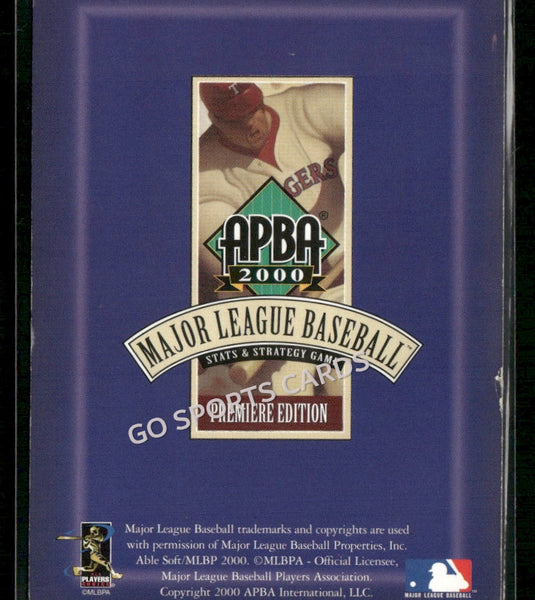 T
GERS
APBA®
2000
MAJOR LEAGUE BASEBALL™
STATS & STRATEGY GAME
GO SPORTS CARDS
PREMIERE EDITION
Major League Baseball trademarks and copyrights are used
with permission of Major League Baseball Properties, Inc.
Able Soft/MLBP 2000. ©MLBPA - Official Licensee,
Major League Baseball Players Association.
Copyright 2000 APBA International, LLC.
PLAYERS
CHOICE
©MLBPA
MAJOR LEAGUE BASEBALL